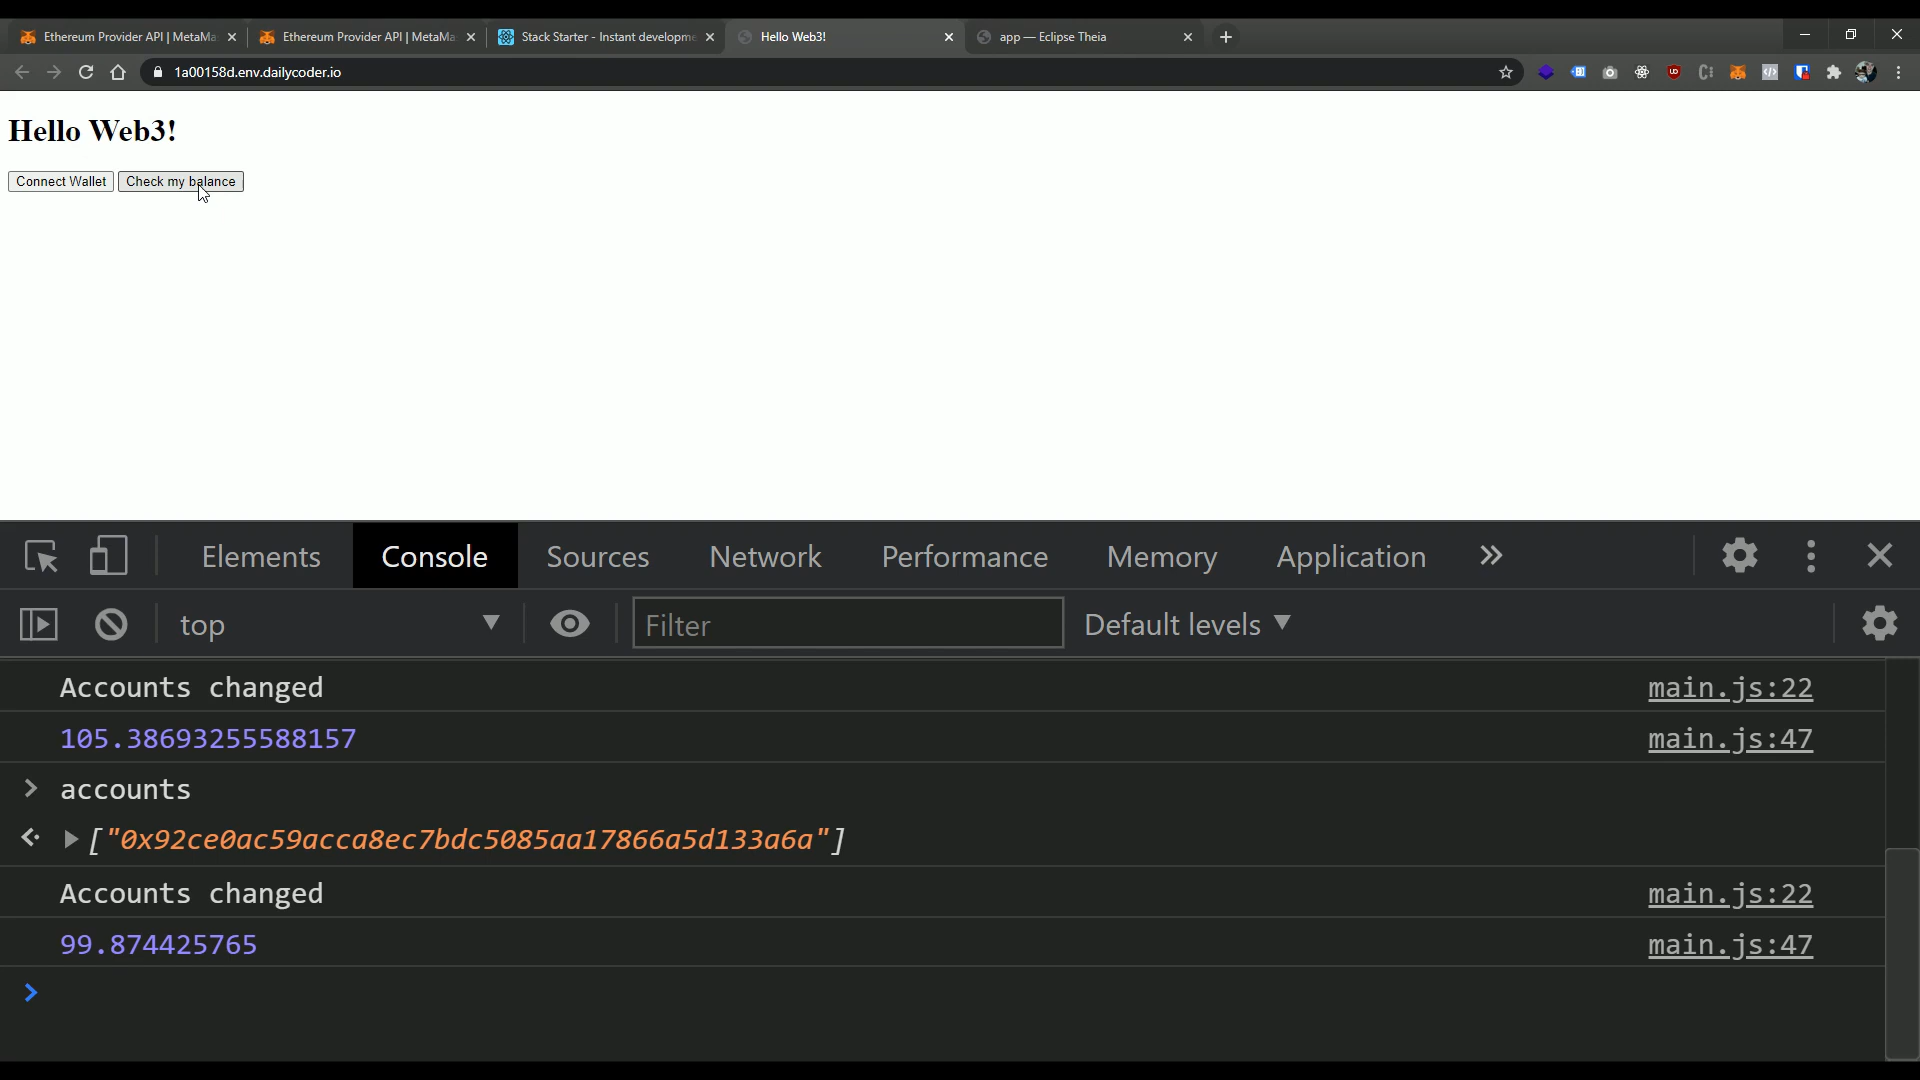 Ethereum Provider API | MetaMa
Ethereum Provider API | MetaMa
Stack Starter - Instant developme
Hello Web3!
app — Eclipse Theia
1a00158d.env.dailycoder.io
Hello Web3!
Connect Wallet
Check my balance
Elements
Console
Sources
Network
Performance
Memory
Application
top
Filter
Default levels
Accounts changed
main.js:22
105.38693255588157
main.js:47
accounts
["0x92ce0ac59acca8ec7bdc5085aa17866a5d133a6a"]
Accounts changed
main.js:22
99.874425765
main.js:47